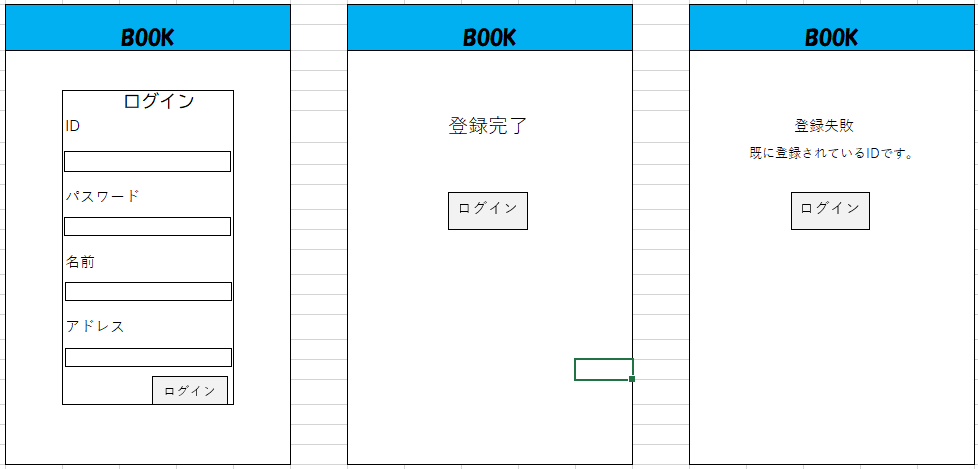 BOOK
ログイン
ID
パスワード
名前
アドレス
ログイン
BOOK
登録完了
ログイン
BOOK
登録失敗
既に登録されているIDです。
ログイン